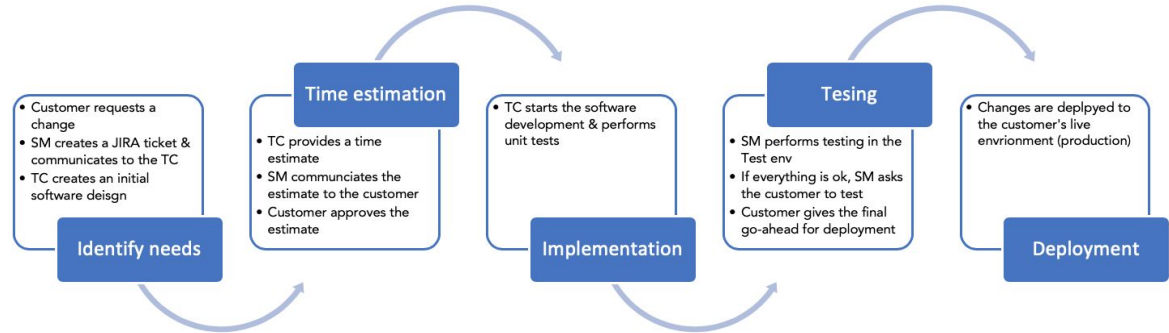 • Customer requests a
change
• SM creates a JIRA ticket &
communicates to the TC
• TC creates an initial
software deisgn
Identify needs
Time estimation
• TC provides a time
estimate
• SM communciates the
estimate to the customer
• Customer approves the
estimate
• TC starts the software
development & performs
unit tests
Implementation
Tesing
• SM performs testing in the
Test env
• If everything is ok, SM asks
the customer to test
• Customer gives the final
go-ahead for deployment
• Changes are deplpyed to
the customer's live
envrionment (production)
Deployment